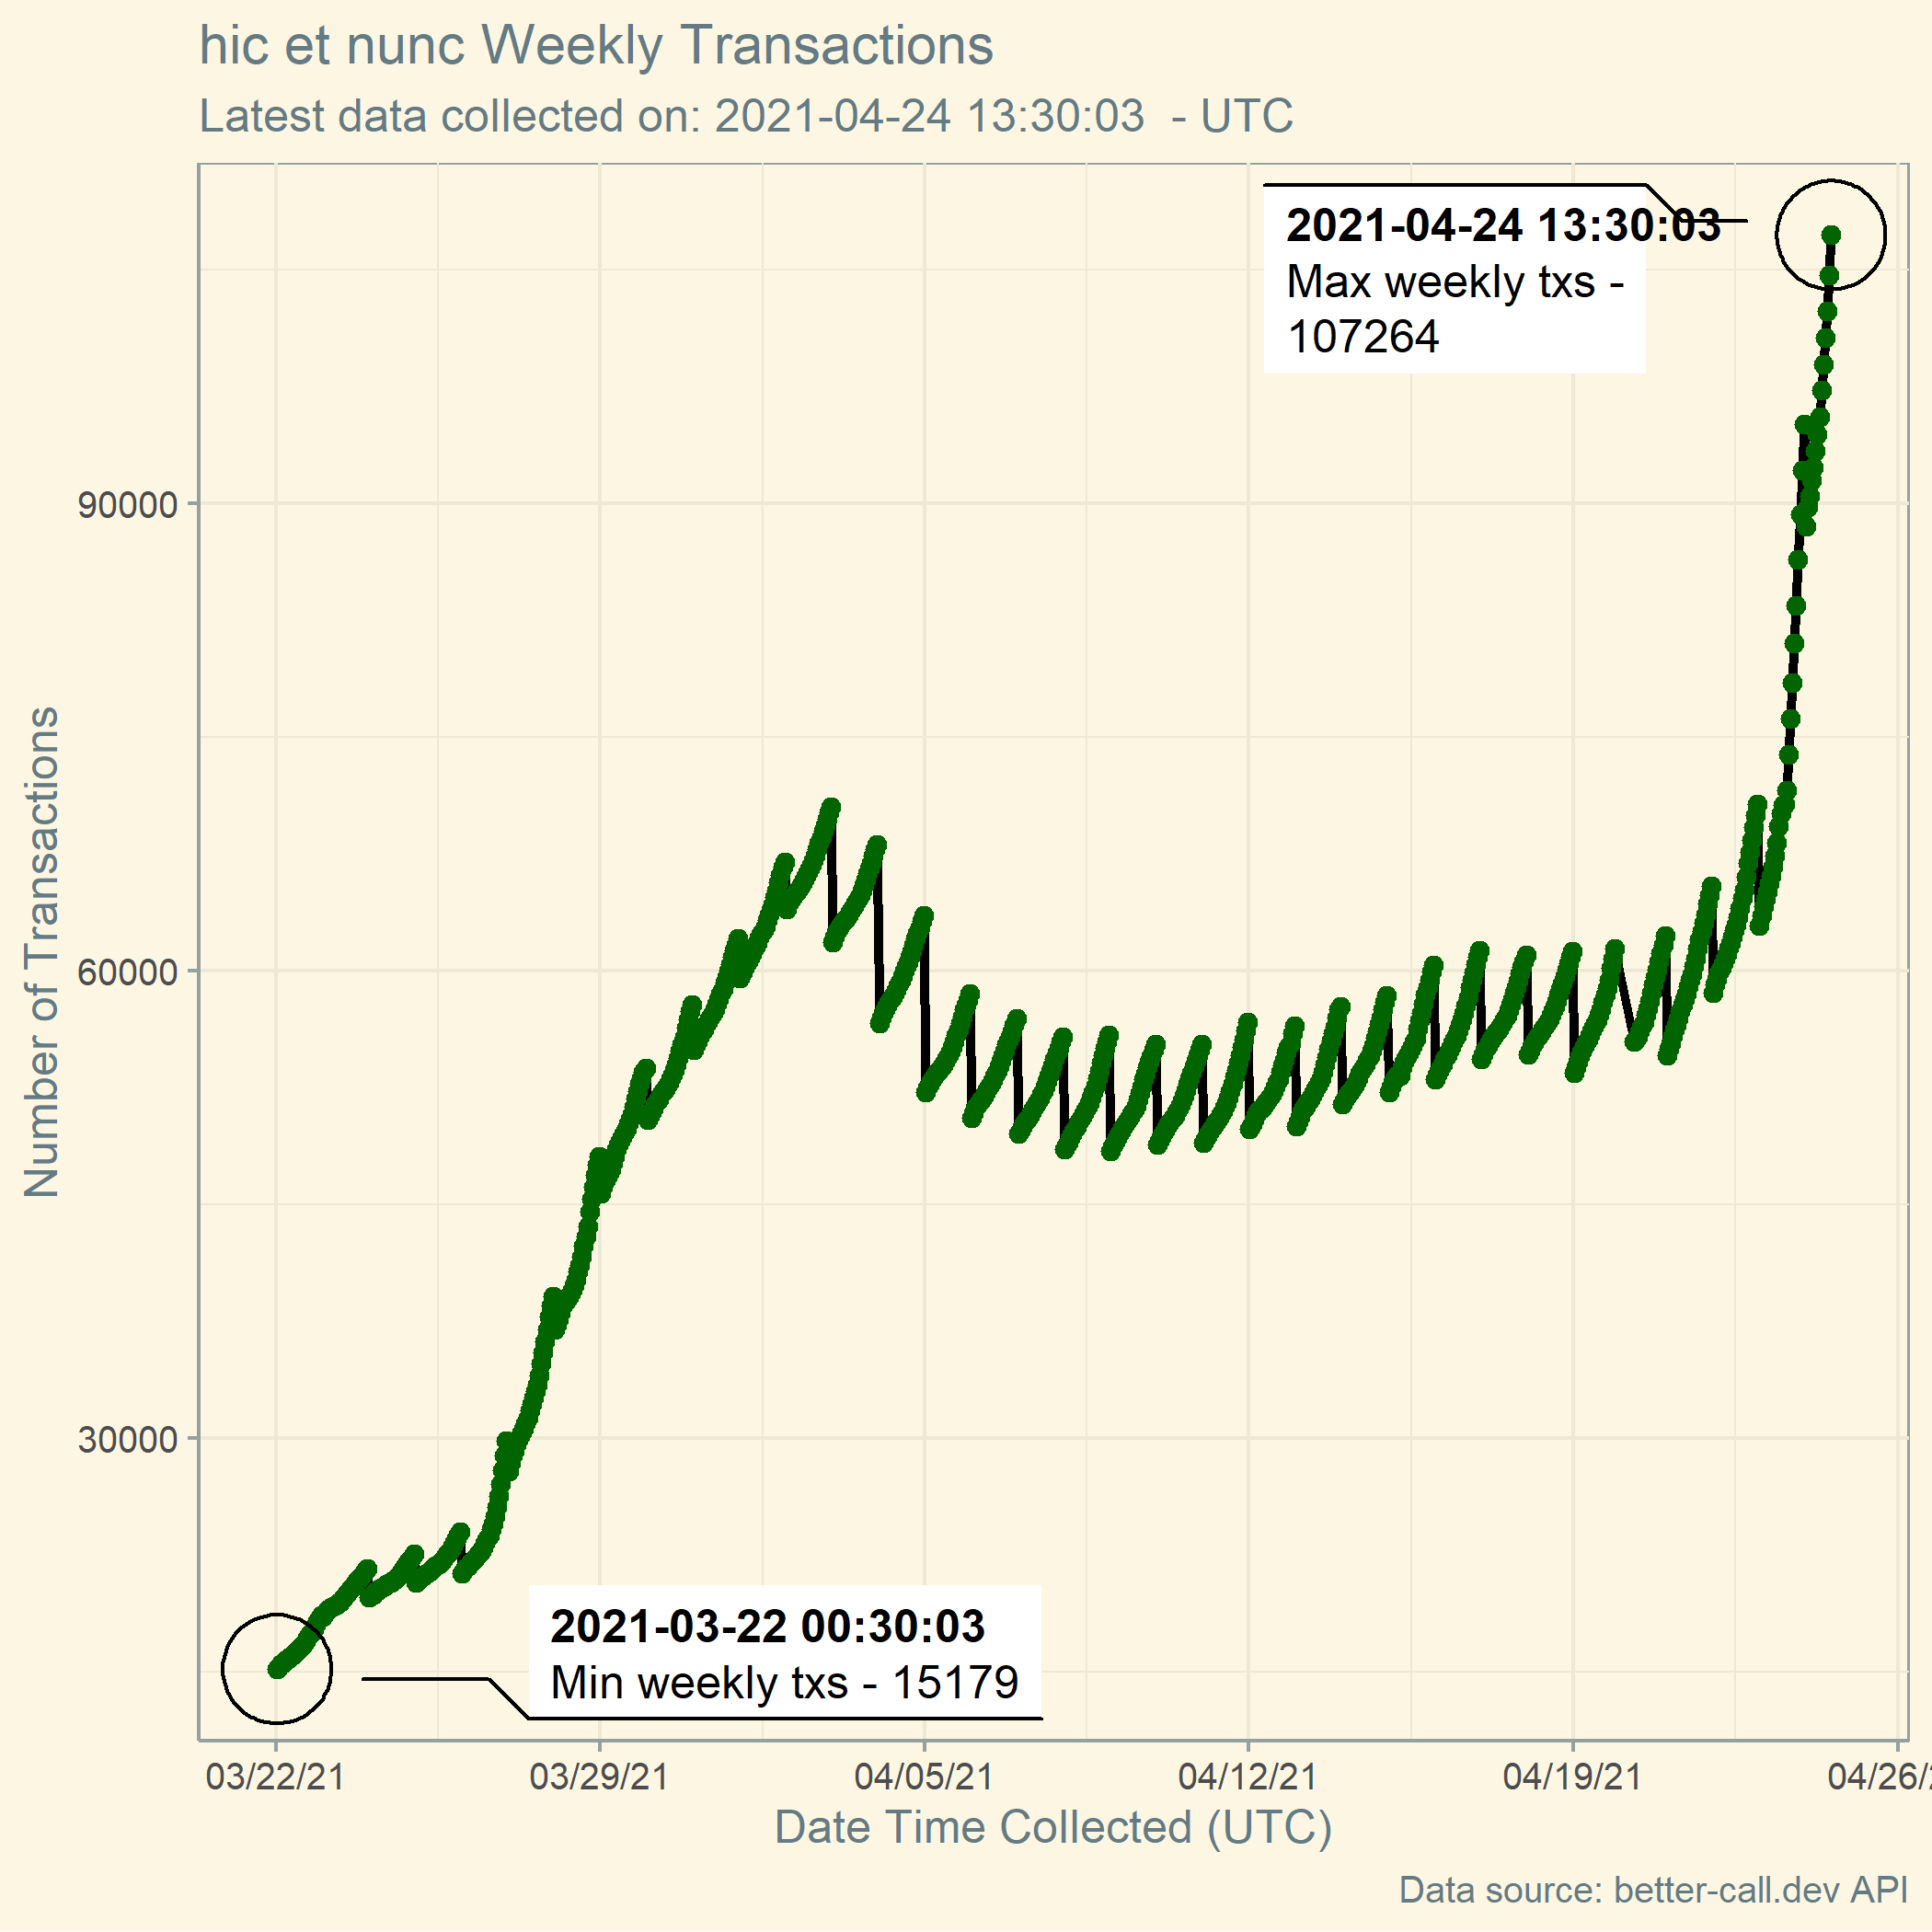 hic et nunc Weekly Transactions
Latest data collected on: 2021-04-24 13:30:03 - UTC
2021-04-24 13:30:03
Max weekly txs -
107264
90000
60000
30000
Number of Transactions
2021-03-22 00:30:03
Min weekly txs - 15179
03/22/21 03/29/21 04/05/21 04/12/21 04/19/21 04/26/2
Date Time Collected (UTC)
Data source: better-call.dev API